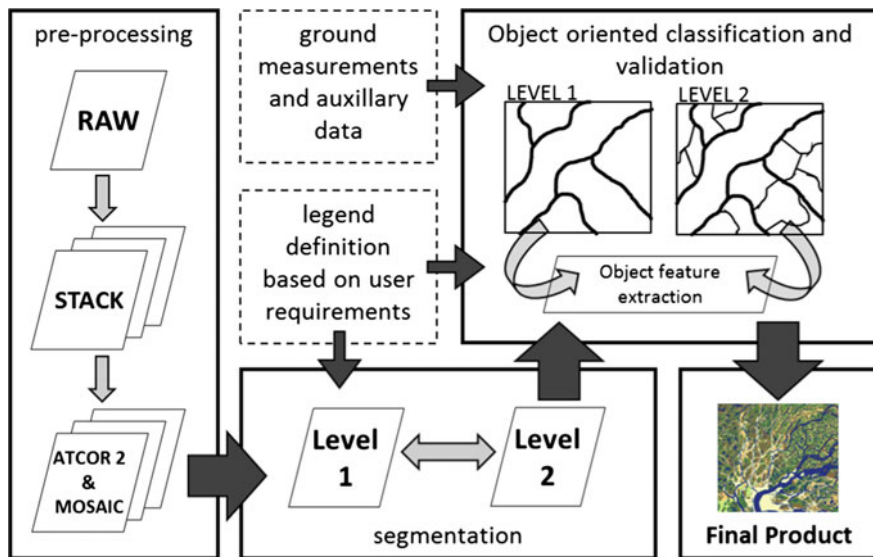 pre-processing
RAW
STACK
ATCOR 2
&
MOSAIC
ground
measurements
and auxillary
data
legend
definition
based on user
requirements
Object oriented classification and
validation
LEVEL 1
LEVEL 2
Object feature
extraction
Level
1
Level
2
segmentation
Final Product